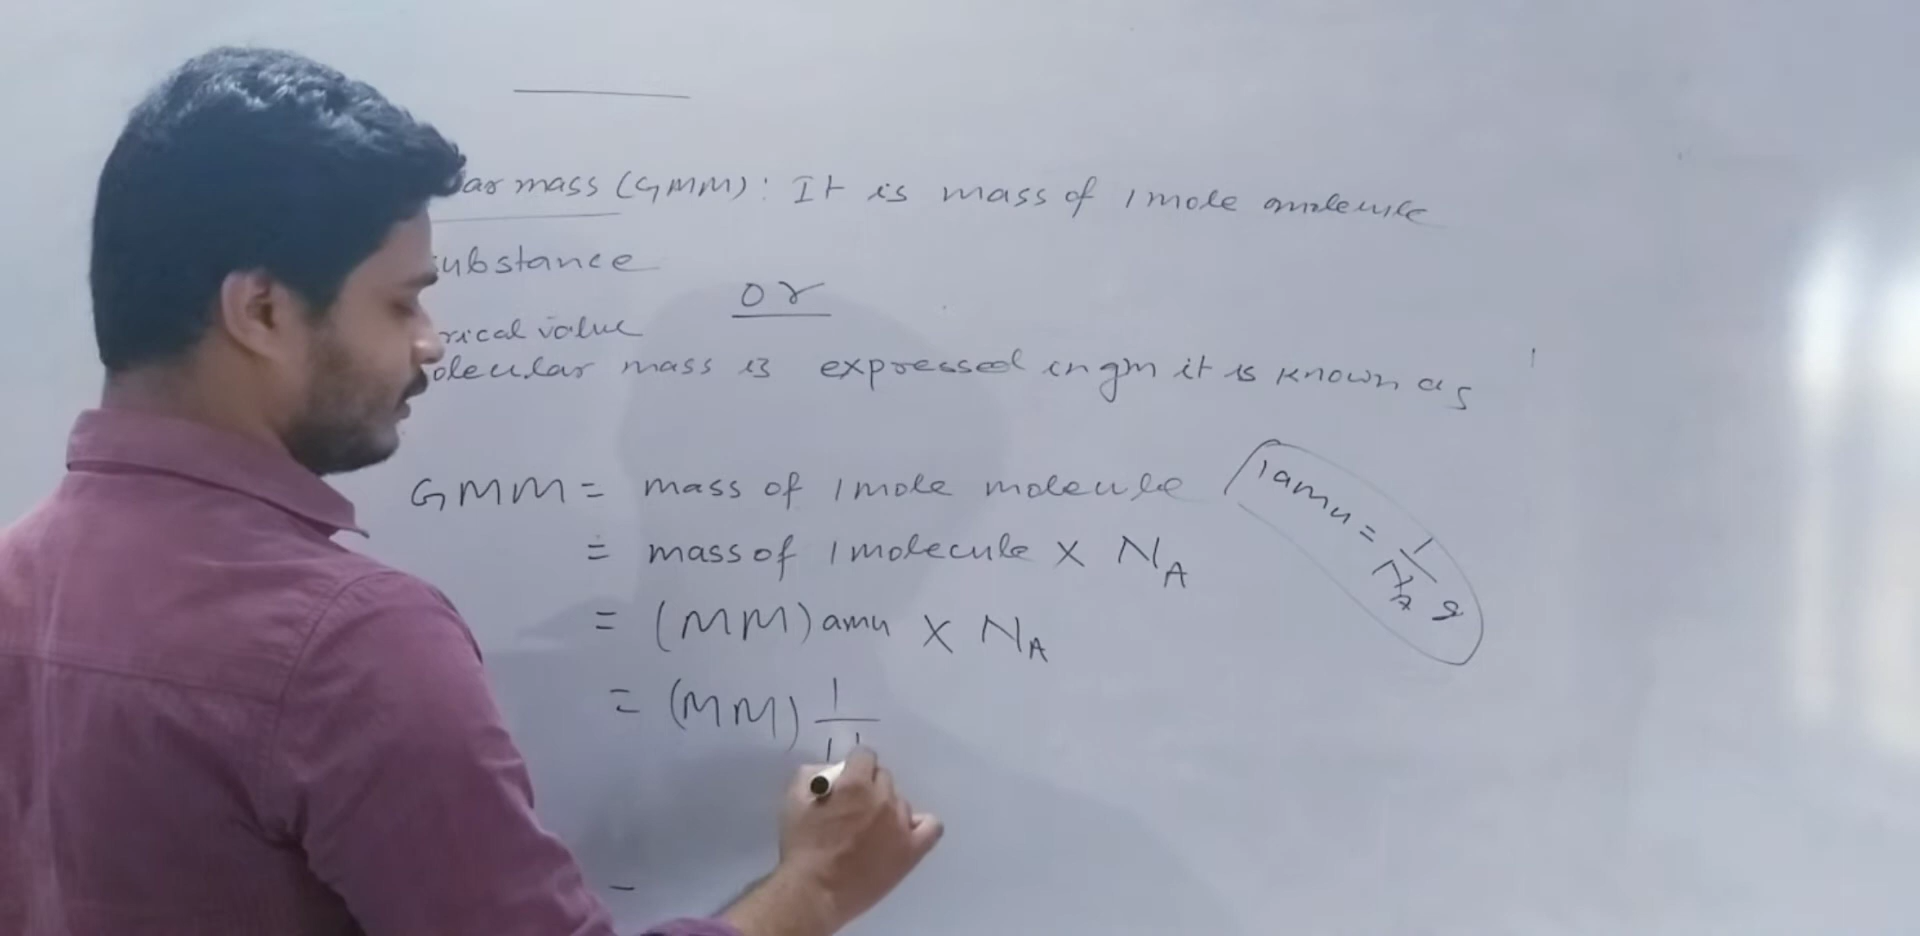 lar mass (GMM): It is mass of 1 mole molecule
substance
or
rical value
olecular mass is expressed in gm it is known as
GMM = mass of 1 mole molecule
= mass of 1 molecule X NA
= (MM) amu X NA
= (MM) 1/N
1 amu = 1/NA g